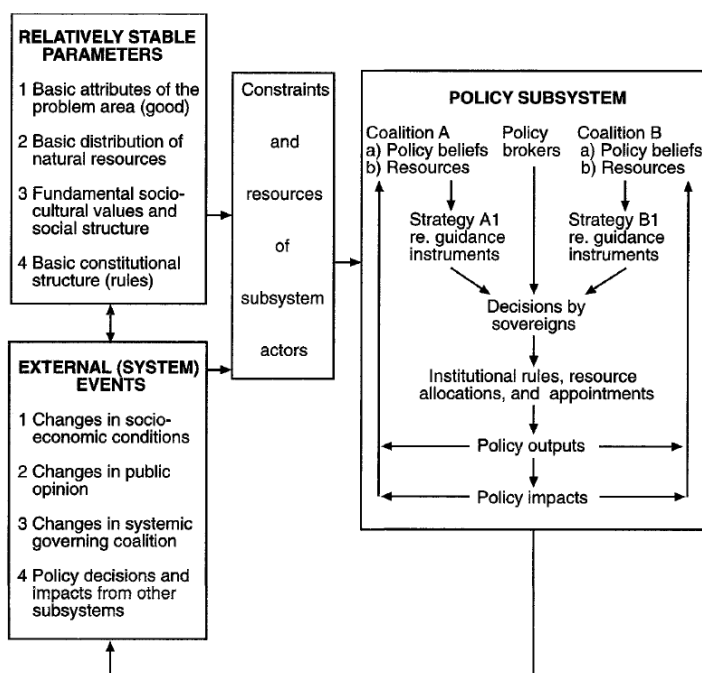 RELATIVELY STABLE
PARAMETERS
1 Basic attributes of the
problem area (good)
2 Basic distribution of
natural resources
3 Fundamental socio-
cultural values and
social structure
4 Basic constitutional
structure (rules)
EXTERNAL (SYSTEM)
EVENTS
1 Changes in socio-
economic conditions
2 Changes in public
opinion
3 Changes in systemic
governing coalition
4 Policy decisions and
impacts from other
subsystems
Constraints
and
resources
of
subsystem
actors
POLICY SUBSYSTEM
Coalition A
a) Policy beliefs
b) Resources
Policy
brokers
Coalition B
a) Policy beliefs
b) Resources
Strategy A1
re. guidance
instruments
Strategy B1
re. guidance
instruments
Decisions by
sovereigns
Institutional rules, resource
allocations, and appointments
Policy outputs
Policy impacts